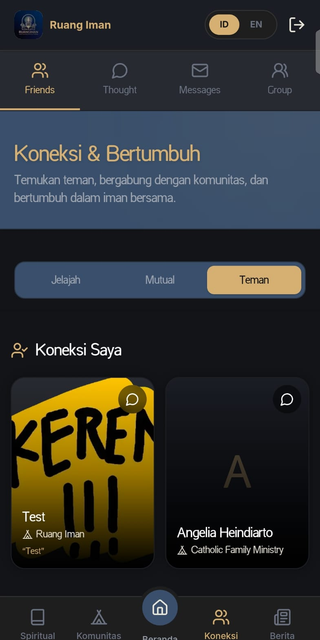 Ruang Iman
ID EN
Friends Thought Messages Group
Koneksi & Bertumbuh
Temukan teman, bergabung dengan komunitas, dan
bertumbuh dalam iman bersama.
Jelajah Mutual Teman
Koneksi Saya
KEREN
!!!
A
Test
Ruang Iman
"Test"
Angelia Heindiarto
Catholic Family Ministry
Spiritual Komunitas Beranda Koneksi Berita